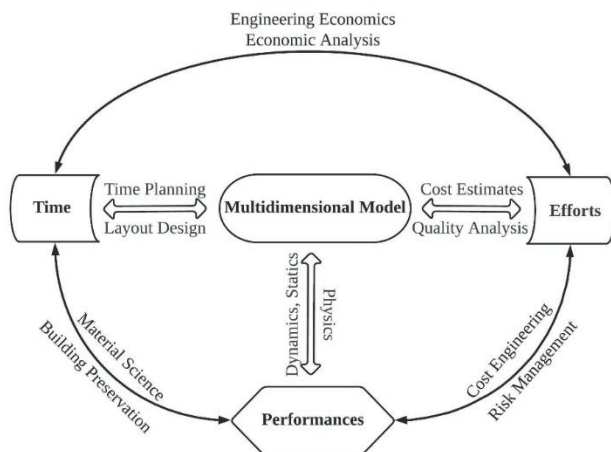 Engineering Economics
Economic Analysis
Time
Time Planning
Layout Design
Multidimensional Model
Cost Estimates
Quality Analysis
Efforts
Dynamics, Statics
Physics
Material Science
Building Preservation
Cost Engineering
Risk Management
Performances